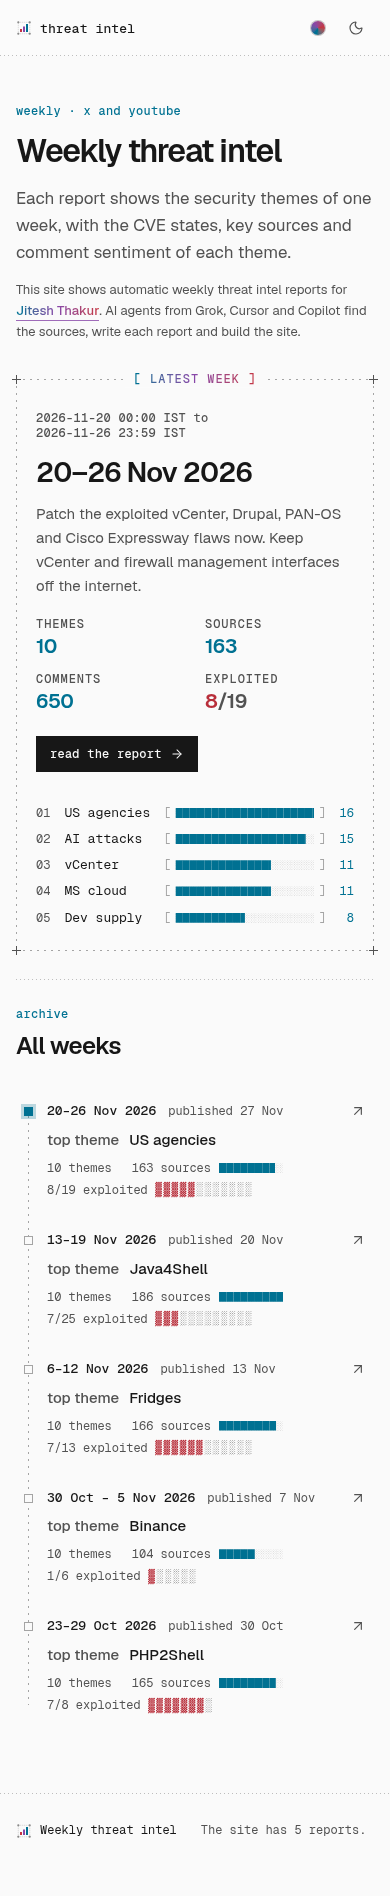 threat intel
weekly · x and youtube
Weekly threat intel
Each report shows the security themes of one
week, with the CVE states, key sources and
comment sentiment of each theme.
This site shows automatic weekly threat intel reports for
Jitesh Thakur. AI agents from Grok, Cursor and Copilot find
the sources, write each report and build the site.
[ LATEST WEEK ]
2026-11-20 00:00 IST to
2026-11-26 23:59 IST
20–26 Nov 2026
Patch the exploited vCenter, Drupal, PAN-OS
and Cisco Expressway flaws now. Keep
vCenter and firewall management interfaces
off the internet.
THEMES SOURCES
10 163
COMMENTS EXPLOITED
650 8/19
read the report →
01 US agencies [ ] 16
02 AI attacks [ ] 15
03 vCenter [ ] 11
04 MS cloud [ ] 11
05 Dev supply [ ] 8
archive
All weeks
20–26 Nov 2026 published 27 Nov
top theme US agencies
10 themes 163 sources
8/19 exploited
13–19 Nov 2026 published 20 Nov
top theme Java4Shell
10 themes 186 sources
7/25 exploited
6–12 Nov 2026 published 13 Nov
top theme Fridges
10 themes 166 sources
7/13 exploited
30 Oct – 5 Nov 2026 published 7 Nov
top theme Binance
10 themes 104 sources
1/6 exploited
23–29 Oct 2026 published 30 Oct
top theme PHP2Shell
10 themes 165 sources
7/8 exploited
Weekly threat intel The site has 5 reports.